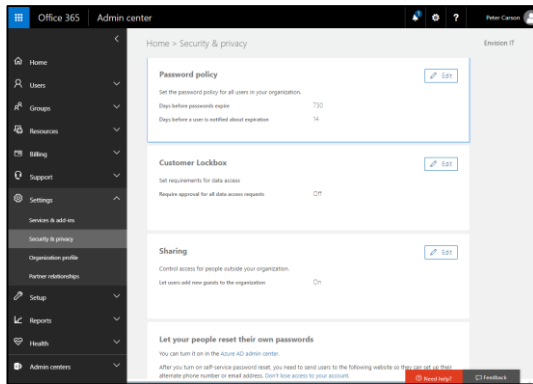 Office 365 Admin center
? Peter Carson
Home > Security & privacy
Envision IT
Home
Users
Groups
Resources
Billing
Support
Settings
Services & add-ins
Security & privacy
Organization profile
Partner relationships
Setup
Reports
Health
Admin centers
Password policy
Edit
Set the password policy for all users in your organization.
Days before passwords expire 730
Days before a user is notified about expiration 14
Customer Lockbox
Edit
Set requirements for data access
Require approval for all data access requests Off
Sharing
Edit
Control access for people outside your organization.
Let users add new guests to the organization On
Let your people reset their own passwords
You can turn it on in the Azure AD admin center.
After you turn on self-service password reset, you need to send users to the following website so they can set up their
alternate phone number or email address. Don't lose access to your account.
Need help?
Feedback